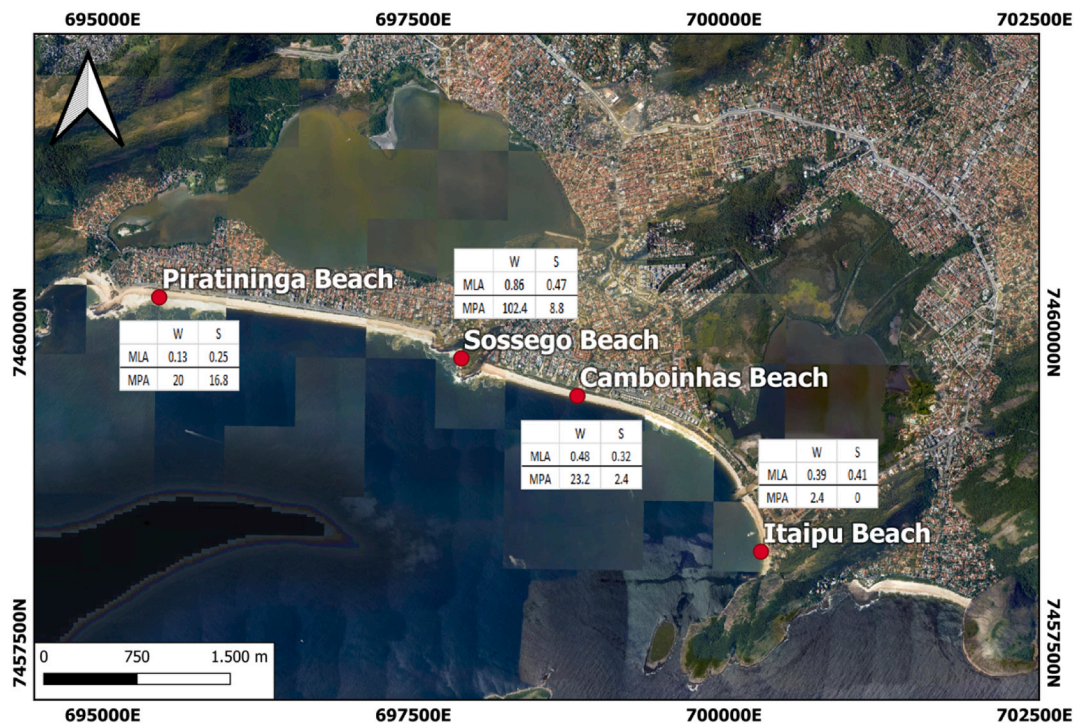 695000E 697500E 700000E 702500E
Piratininga Beach
W S
MLA 0.13 0.25
MPA 20 16.8
W S
MLA 0.86 0.47
MPA 102.4 8.8
Sossego Beach
Camboinhas Beach
W S
MLA 0.48 0.32
MPA 23.2 2.4
W S
MLA 0.39 0.41
MPA 2.4 0
Itaipu Beach
7460000N
7460000N
7457500N
7457500N
0 750 1.500 m
695000E 697500E 700000E 702500E